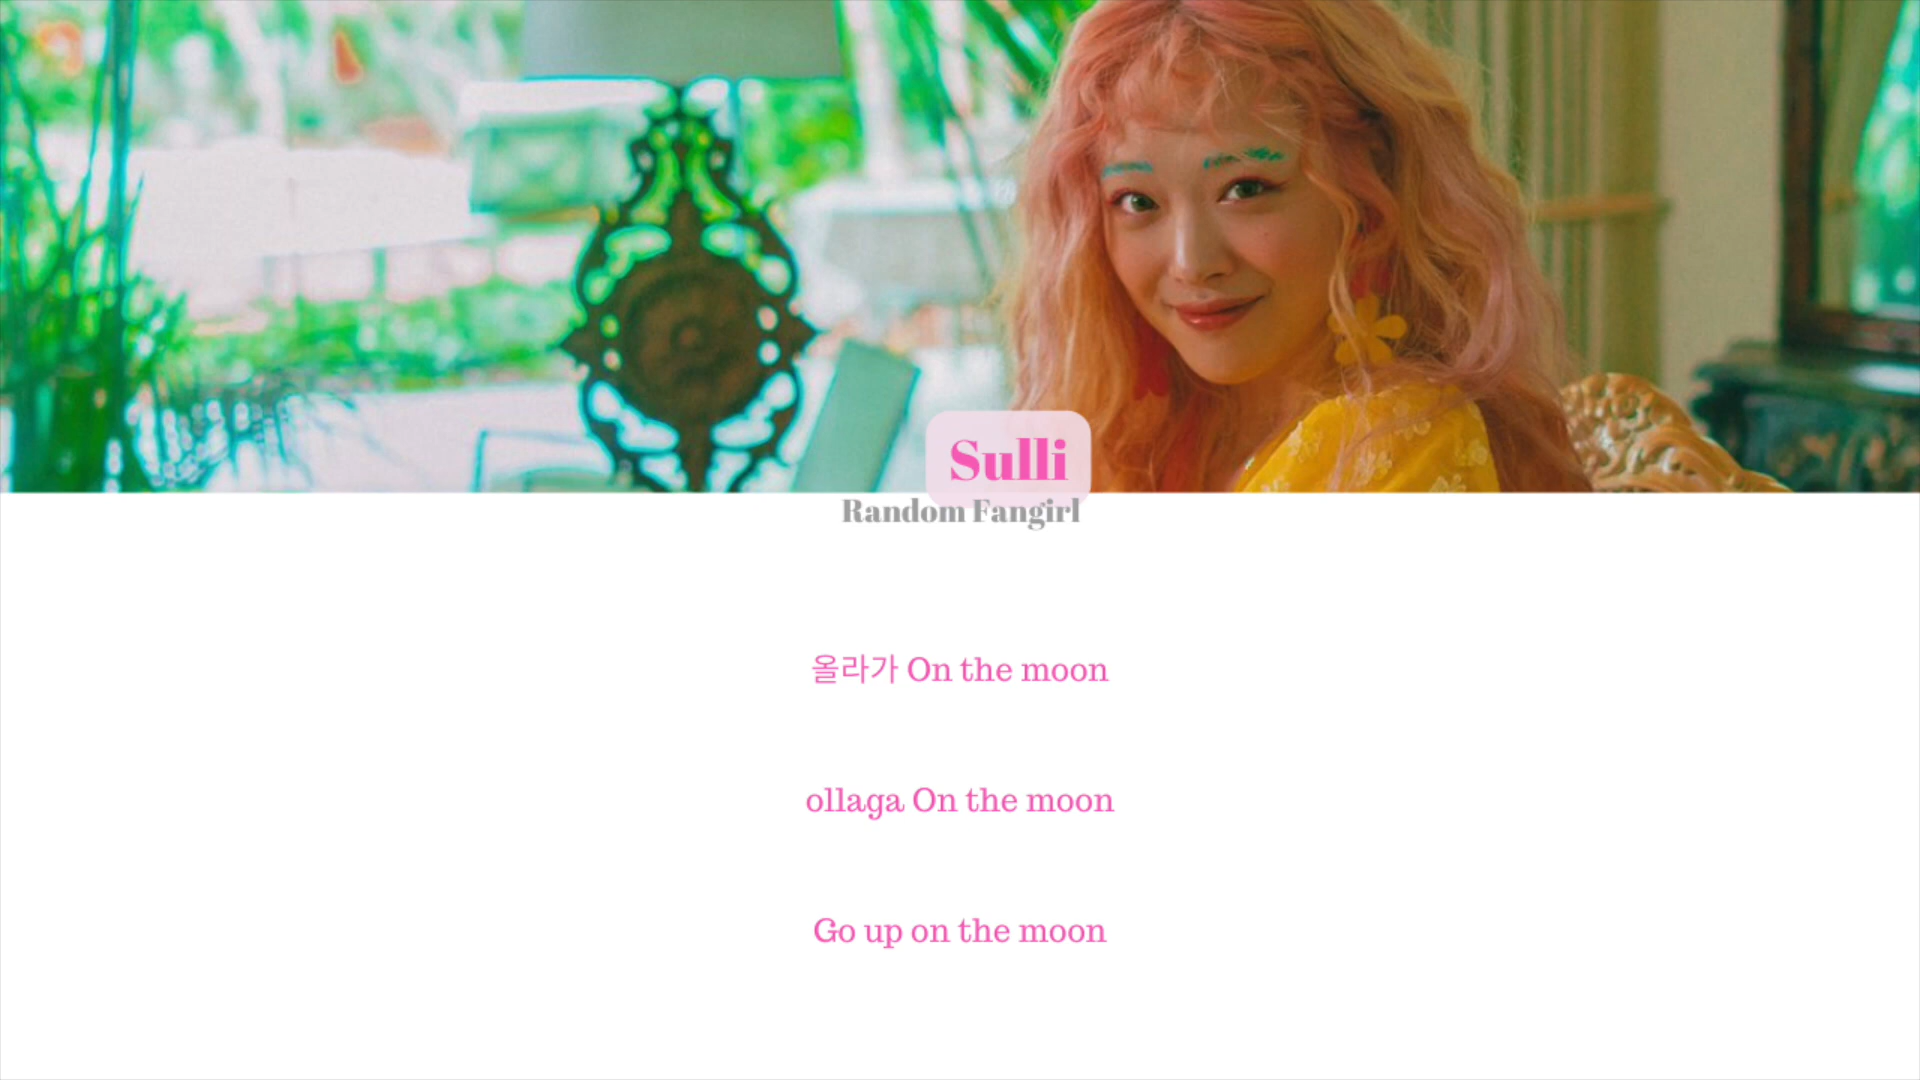 Sulli
Random Fangirl
올라가 On the moon
ollaga On the moon
Go up on the moon